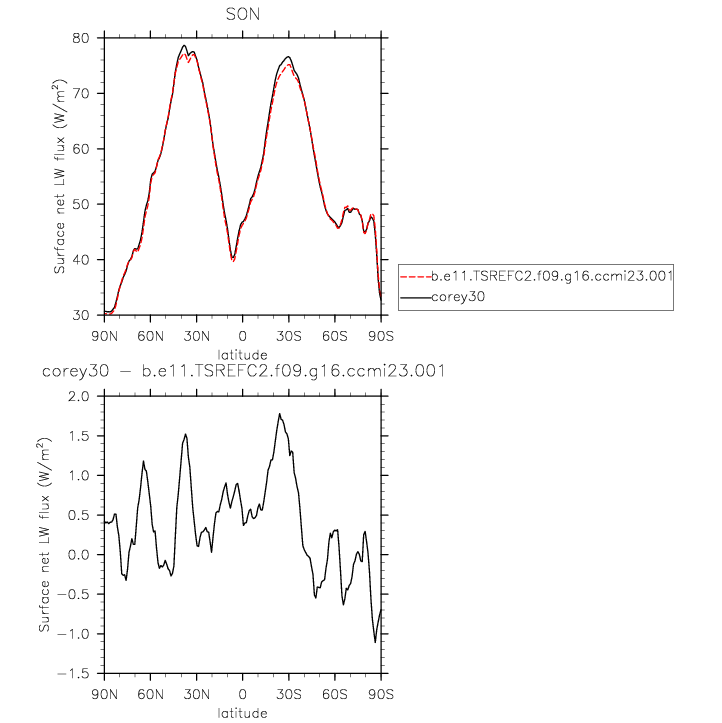 SON
80
70
60
50
40
30
Surface net LW flux (W/m²)
90N 60N 30N 0 30S 60S 90S
latitude
b.e11.TSREFC2.f09.g16.ccmi23.001
corey30
corey30 − b.e11.TSREFC2.f09.g16.ccmi23.001
2.0
1.5
1.0
0.5
0.0
−0.5
−1.0
−1.5
Surface net LW flux (W/m²)
90N 60N 30N 0 30S 60S 90S
latitude